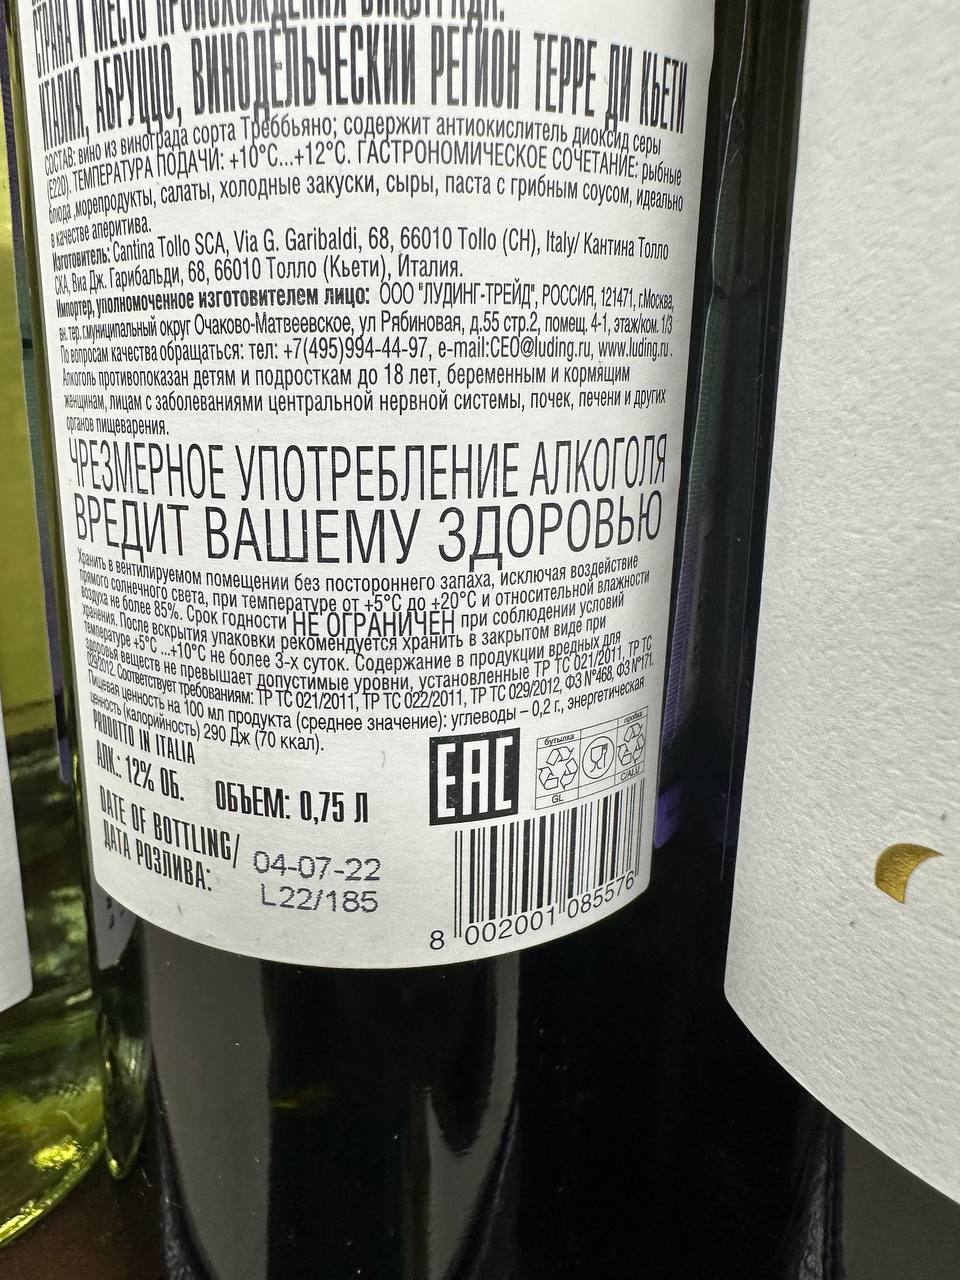 СТРАНА И МЕСТО ПРОИСХОЖДЕНИЯ ВИНОГРАДА:
ИТАЛИЯ, АБРУЦЦО, ВИНОДЕЛЬЧЕСКИЙ РЕГИОН ТЕРРЕ ДИ КЬЕТИ
СОСТАВ: вино из винограда сорта Треббьяно; содержит антиокислитель диоксид серы
(Е220). ТЕМПЕРАТУРА ПОДАЧИ: +10°С...+12°С. ГАСТРОНОМИЧЕСКОЕ СОЧЕТАНИЕ: рыбные
блюда ,морепродукты, салаты, холодные закуски, сыры, паста с грибным соусом, идеально
в качестве аперитива.
Изготовитель: Cantina Tollo SCA, Via G. Garibaldi, 68, 66010 Tollo (CH), Italy/ Кантина Толло
СКА, Виа Дж. Гарибальди, 68, 66010 Толло (Кьети), Италия.
Импортер, уполномоченное изготовителем лицо: ООО "ЛУДИНГ-ТРЕЙД", РОССИЯ, 121471, г.Москва,
вн. тер.г.муниципальный округ Очаково-Матвеевское, ул Рябиновая, д.55 стр.2, помещ. 4-1, этаж/ком. 1/3
По вопросам качества обращаться: тел: +7(495)994-44-97, e-mail:CEO@luding.ru, www.luding.ru.
Алкоголь противопоказан детям и подросткам до 18 лет, беременным и кормящим
женщинам, лицам с заболеваниями центральной нервной системы, почек, печени и других
органов пищеварения.
ЧРЕЗМЕРНОЕ УПОТРЕБЛЕНИЕ АЛКОГОЛЯ
ВРЕДИТ ВАШЕМУ ЗДОРОВЬЮ
Хранить в вентилируемом помещении без постороннего запаха, исключая воздействие
прямого солнечного света, при температуре от +5°С до +20°С и относительной влажности
воздуха не более 85%. Срок годности НЕ ОГРАНИЧЕН при соблюдении условий
хранения. После вскрытия упаковки рекомендуется хранить в закрытом виде при
температуре +5°С ...+10°С не более 3-х суток. Содержание в продукции вредных для
здоровья веществ не превышает допустимые уровни, установленные ТР ТС 021/2011, ТР ТС
029/2012. Соответствует требованиям: ТР ТС 021/2011, ТР ТС 022/2011, ТР ТС 029/2012, ФЗ №468, ФЗ №171.
Пищевая ценность на 100 мл продукта (среднее значение): углеводы – 0,2 г., энергетическая
ценность (калорийность) 290 Дж (70 ккал).
PRODOTTO IN ITALIA
АЛК.: 12% ОБ. ОБЪЕМ: 0,75 Л
EAC
бутылка пробка
GL C/ALU
DATE OF BOTTLING/
ДАТА РОЗЛИВА:
04-07-22
L22/185
8 002001 085576